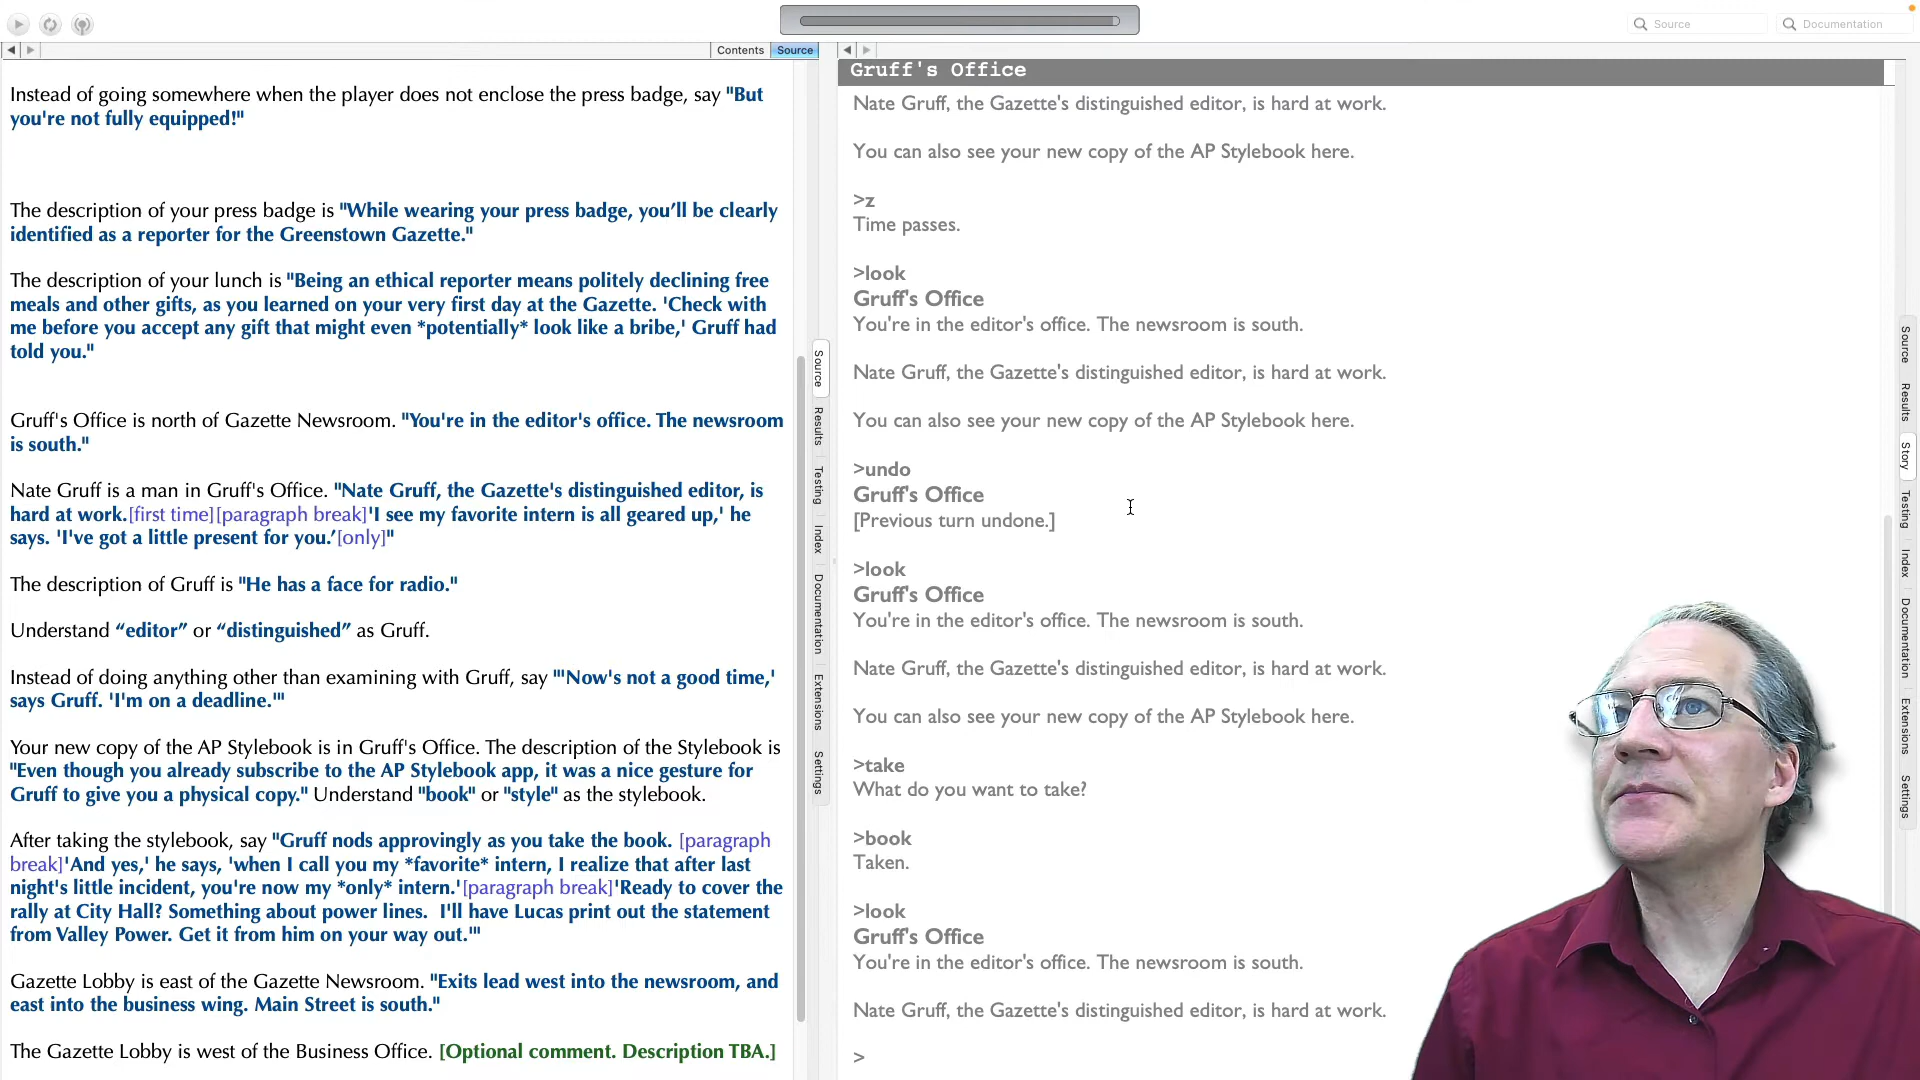 Source
Documentation
Contents
Source
Instead of going somewhere when the player does not enclose the press badge, say "But
you're not fully equipped!"
The description of your press badge is "While wearing your press badge, you’ll be clearly
identified as a reporter for the Greenstown Gazette."
The description of your lunch is "Being an ethical reporter means politely declining free
meals and other gifts, as you learned on your very first day at the Gazette. 'Check with
me before you accept any gift that might even *potentially* look like a bribe,' Gruff had
told you."
Gruff's Office is north of Gazette Newsroom. "You're in the editor's office. The newsroom
is south."
Nate Gruff is a man in Gruff's Office. "Nate Gruff, the Gazette's distinguished editor, is
hard at work.[first time][paragraph break]'I see my favorite intern is all geared up,' he
says. 'I've got a little present for you.’[only]"
The description of Gruff is "He has a face for radio."
Understand “editor” or “distinguished” as Gruff.
Instead of doing anything other than examining with Gruff, say "'Now's not a good time,'
says Gruff. 'I'm on a deadline.'"
Your new copy of the AP Stylebook is in Gruff's Office. The description of the Stylebook is
"Even though you already subscribe to the AP Stylebook app, it was a nice gesture for
Gruff to give you a physical copy." Understand "book" or "style" as the stylebook.
After taking the stylebook, say "Gruff nods approvingly as you take the book. [paragraph
break]'And yes,' he says, 'when I call you my *favorite* intern, I realize that after last
night's little incident, you're now my *only* intern.'[paragraph break]'Ready to cover the
rally at City Hall? Something about power lines.  I'll have Lucas print out the statement
from Valley Power. Get it from him on your way out.'"
Gazette Lobby is east of the Gazette Newsroom. "Exits lead west into the newsroom, and
east into the business wing. Main Street is south."
The Gazette Lobby is west of the Business Office. [Optional comment. Description TBA.]
Source
Results
Testing
Index
Documentation
Extensions
Settings
Gruff's Office
Nate Gruff, the Gazette's distinguished editor, is hard at work.
You can also see your new copy of the AP Stylebook here.
>z
Time passes.
>look
Gruff's Office
You're in the editor's office. The newsroom is south.
Nate Gruff, the Gazette's distinguished editor, is hard at work.
You can also see your new copy of the AP Stylebook here.
>undo
Gruff's Office
[Previous turn undone.]
>look
Gruff's Office
You're in the editor's office. The newsroom is south.
Nate Gruff, the Gazette's distinguished editor, is hard at work.
You can also see your new copy of the AP Stylebook here.
>take
What do you want to take?
>book
Taken.
>look
Gruff's Office
You're in the editor's office. The newsroom is south.
Nate Gruff, the Gazette's distinguished editor, is hard at work.
>
Source
Results
Story
Testing
Index
Documentation
Extensions
Settings